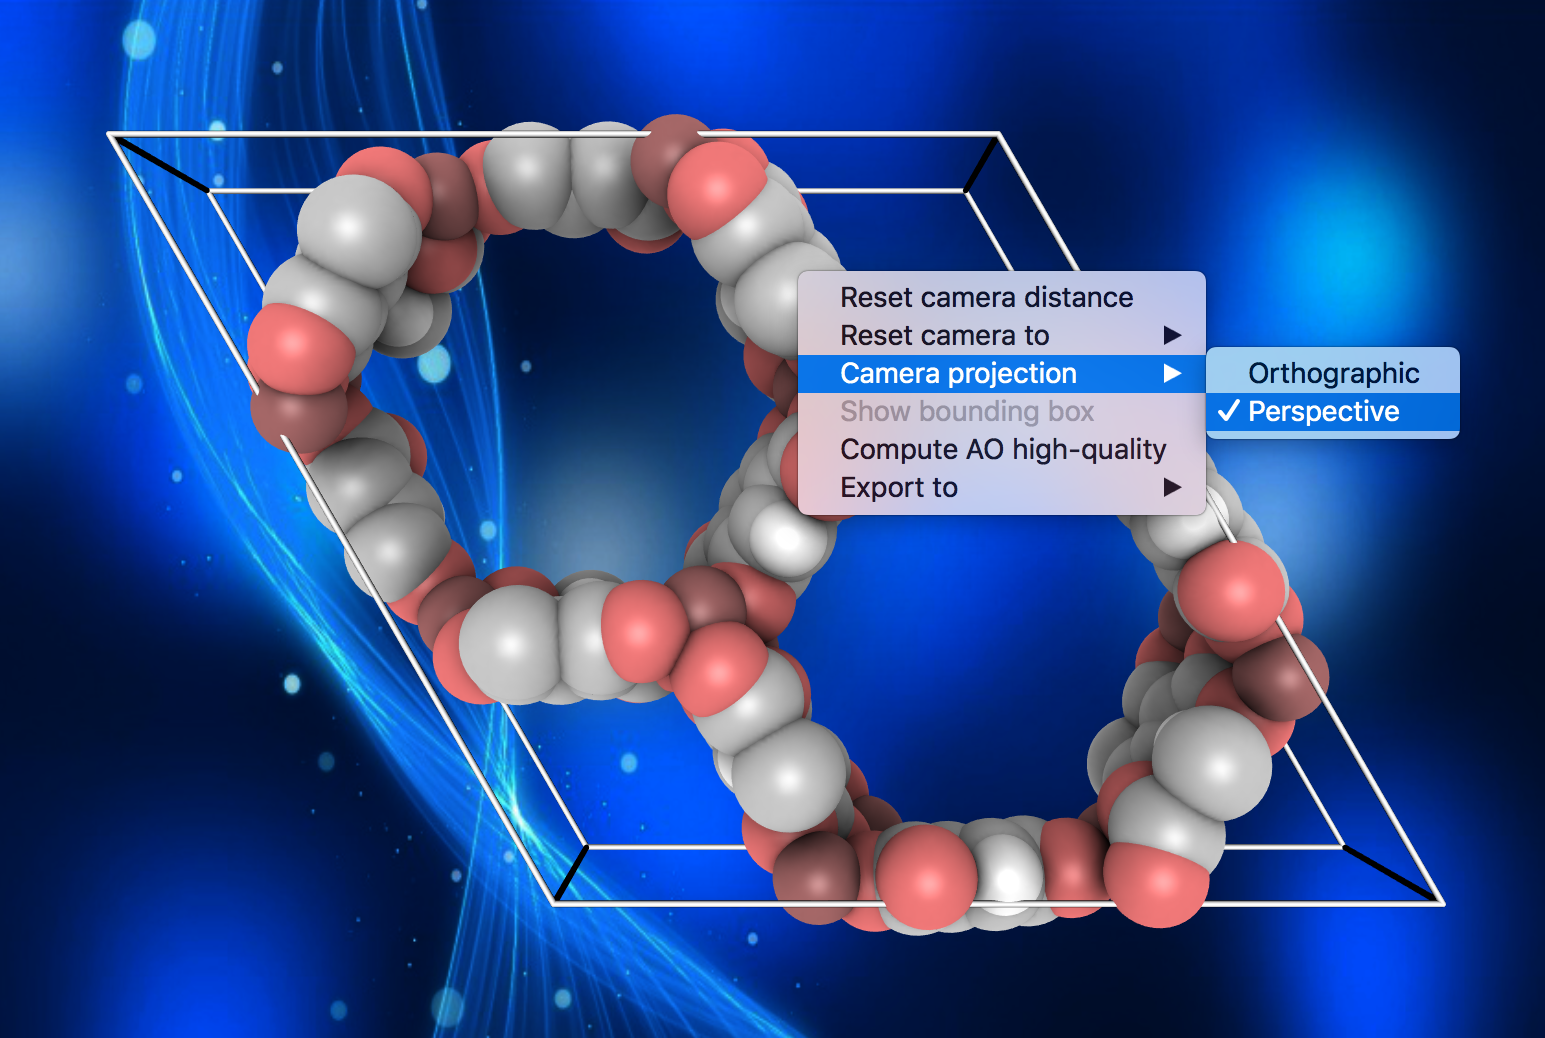 Reset camera distance
Reset camera to
Camera projection
Show bounding box
Compute AO high-quality
Export to
Orthographic
Perspective